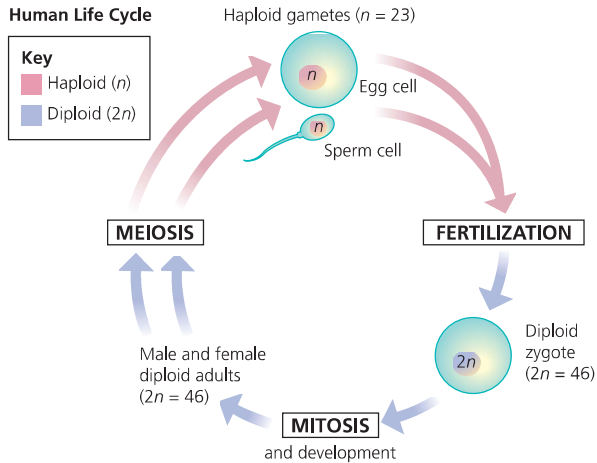 Human Life Cycle
Key
Haploid (n)
Diploid (2n)
Haploid gametes (n = 23)
n
Egg cell
n
Sperm cell
MEIOSIS
FERTILIZATION
2n
Diploid
zygote
(2n = 46)
Male and female
diploid adults
(2n = 46)
MITOSIS
and development